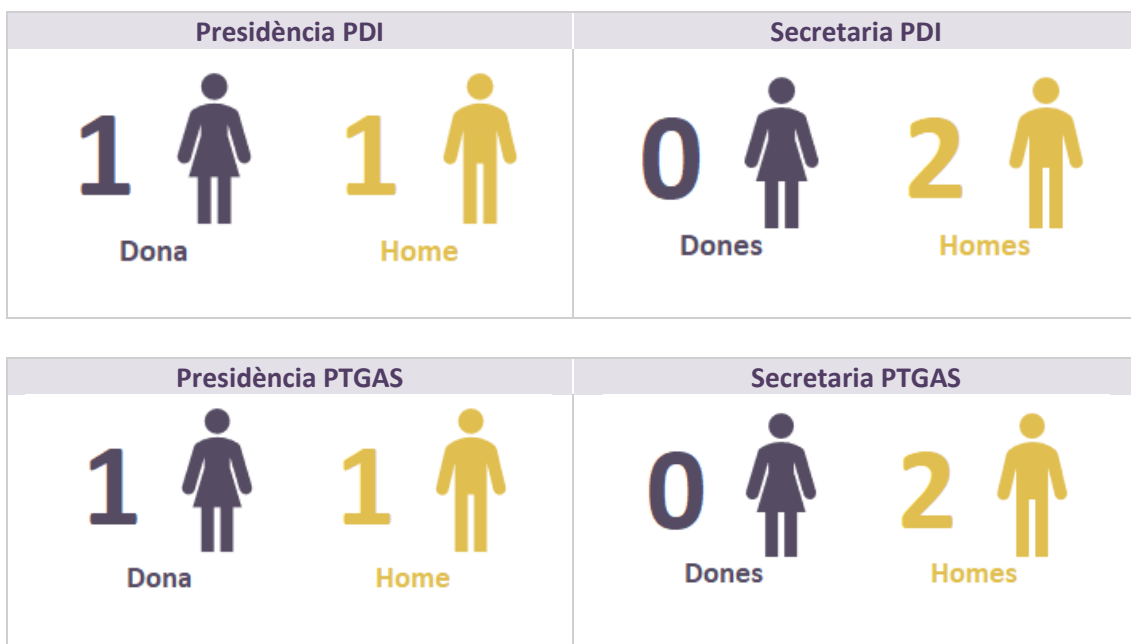 Presidència PDI
Secretaria PDI
1
1
0
2
Dona
Home
Dones
Homes
Presidència PTGAS
Secretaria PTGAS
1
1
0
2
Dona
Home
Dones
Homes